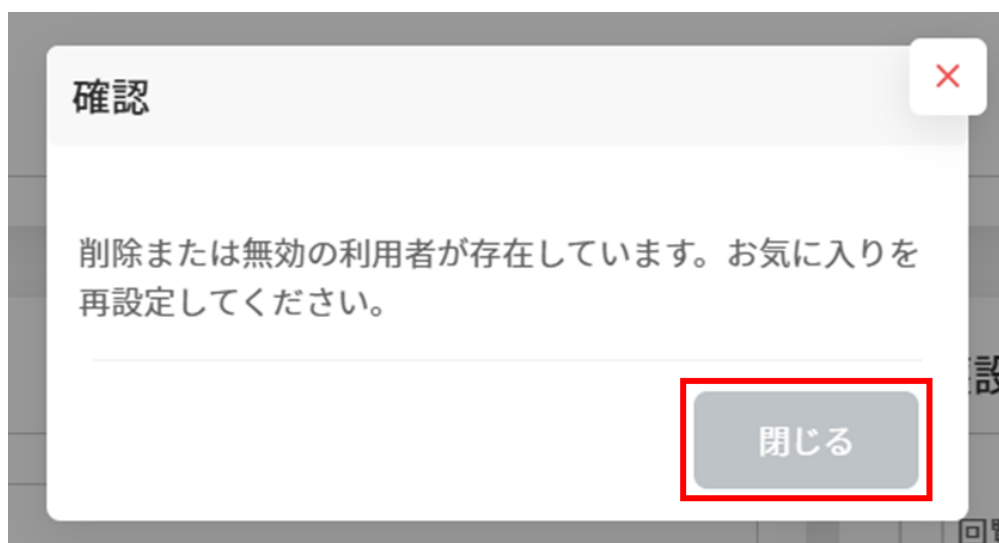 確認
削除または無効の利用者が存在しています。お気に入りを
再設定してください。
設
閉じる